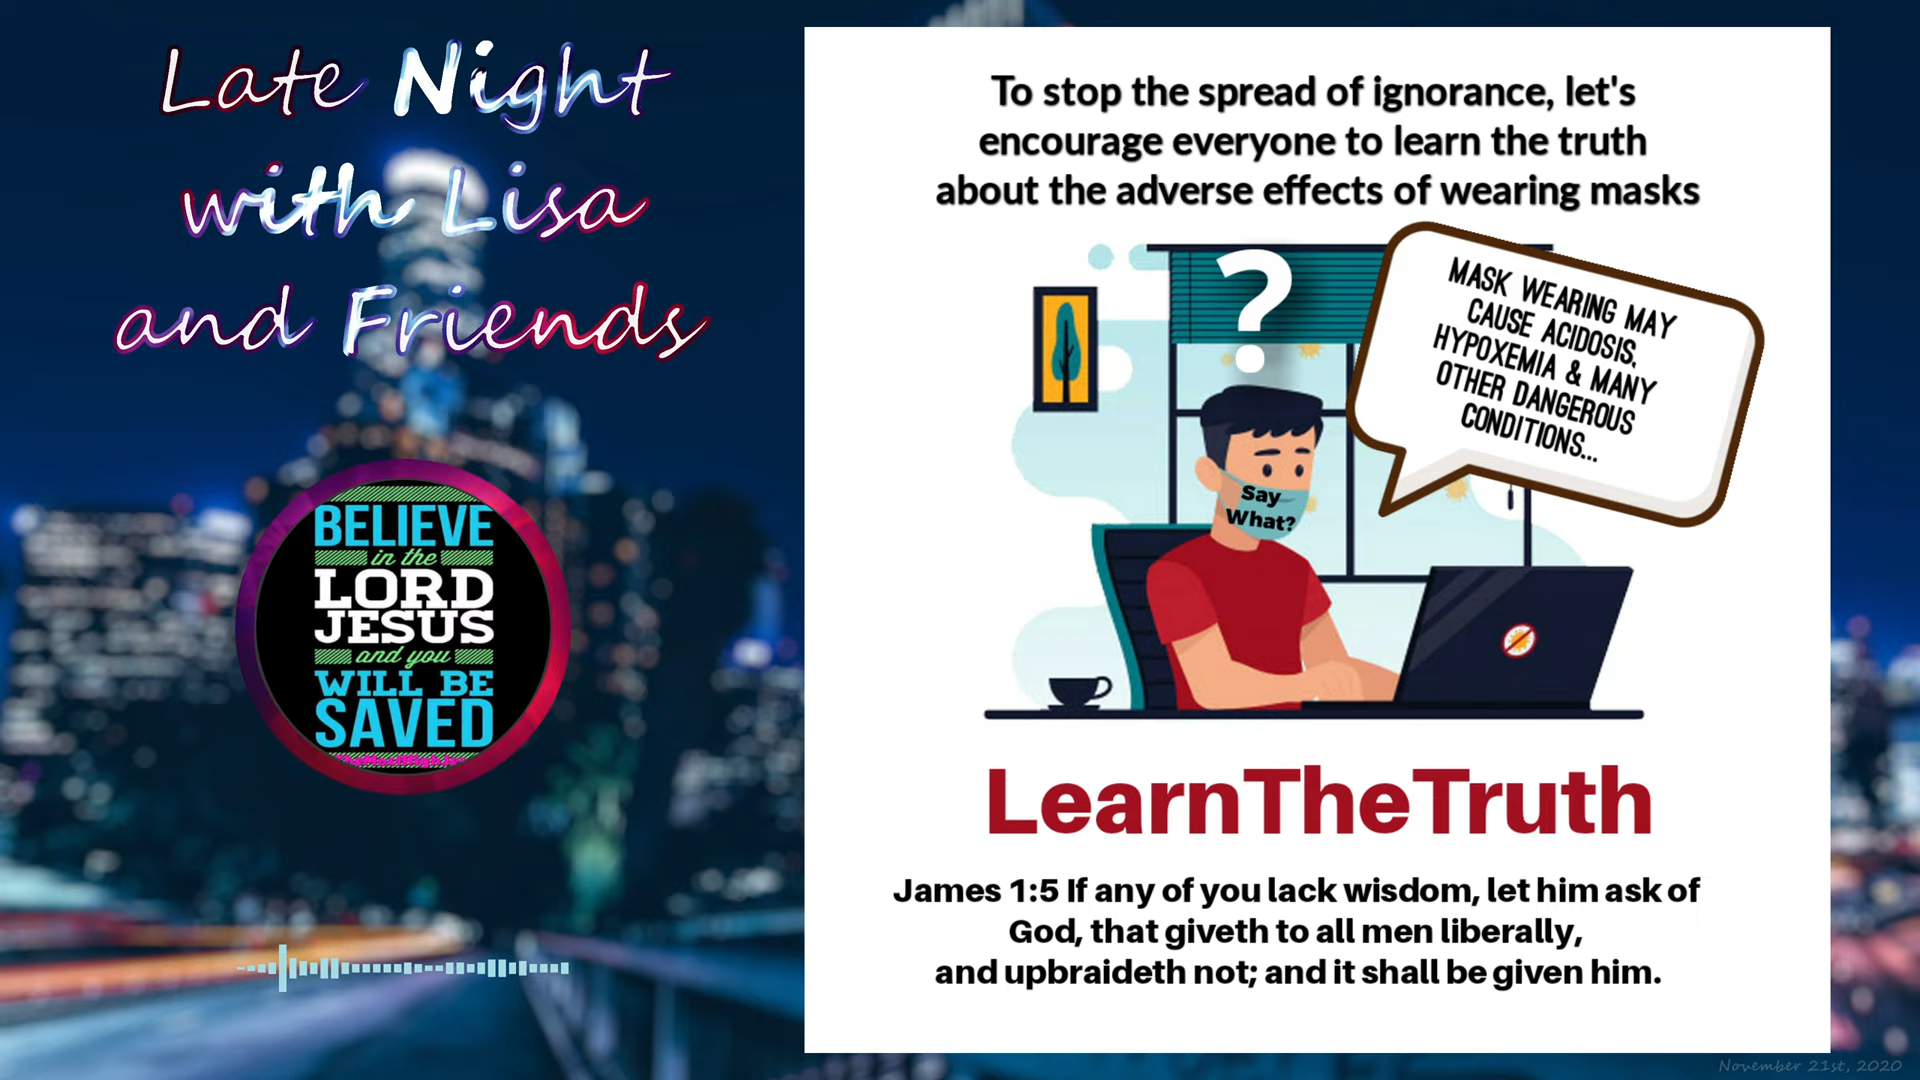 Late Night
with Lisa
and Friends
BELIEVE
in the
LORD
JESUS
and you
WILL BE
SAVED
To stop the spread of ignorance, let's
encourage everyone to learn the truth
about the adverse effects of wearing masks
?
MASK WEARING MAY
CAUSE ACIDOSIS,
HYPOXEMIA & MANY
OTHER DANGEROUS
CONDITIONS...
Say
What?
LearnTheTruth
James 1:5 If any of you lack wisdom, let him ask of
God, that giveth to all men liberally,
and upbraideth not; and it shall be given him.
November 21st, 2020